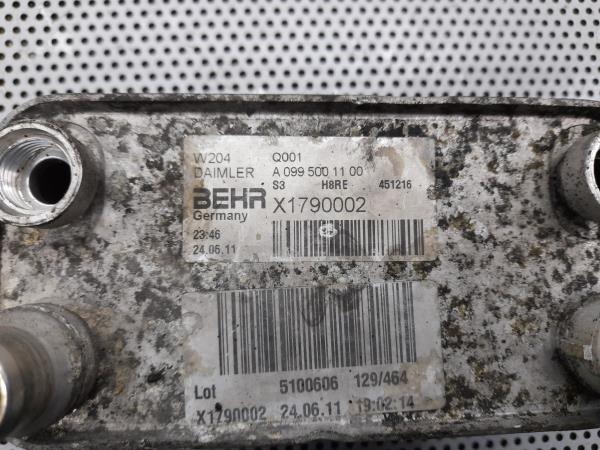 W204 Q001
DAIMLER A 099 500 11 00
S3 H8RE 451216
BEHR X1790002
Germany
23:46
24.06.11
Lot 5100606 129/464
X1790002 24.06.11 19:02:14